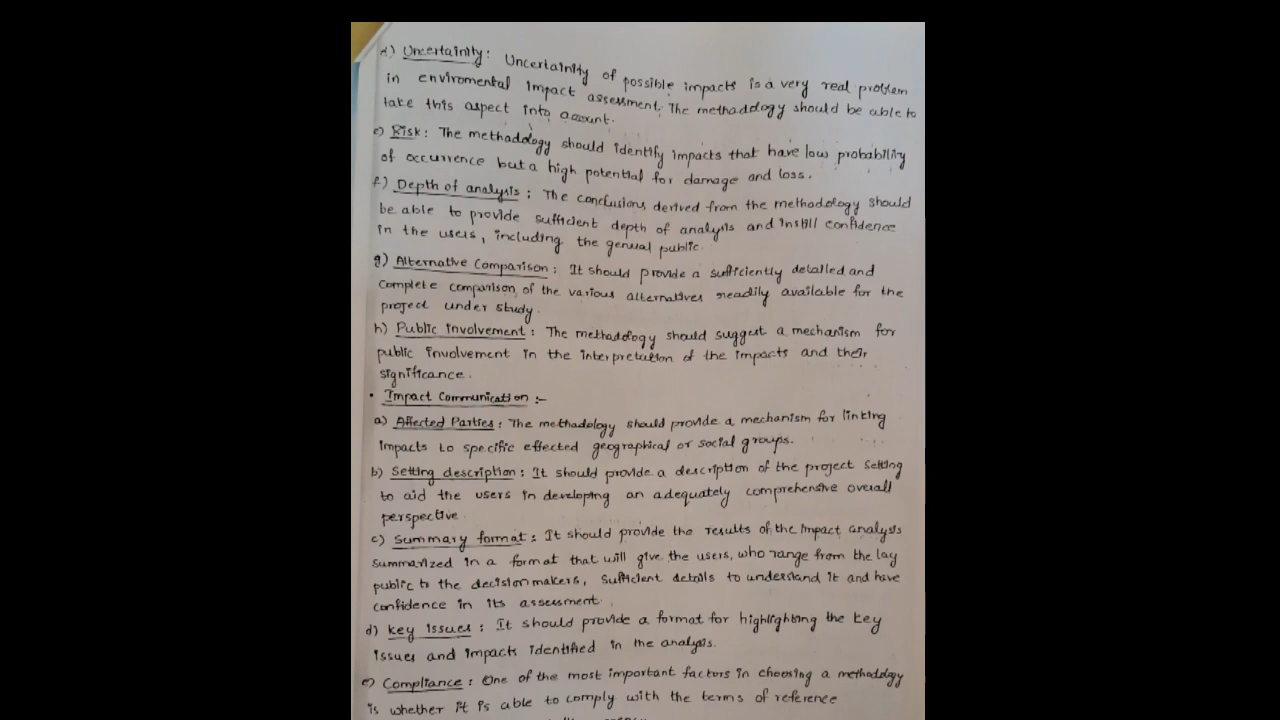 d) Uncertainity: Uncertainity of possible impacts is a very real problem
in enviromental impact assessment. The methadology should be able to
take this aspect into acount.
e) Risk: The methadology should identify impacts that have low probability
of occurrence but a high potential for damage and loss.
f) Depth of analysis: The conclusions derived from the methadology should
be able to provide sufficient depth of analysis and instill confidence
in the users, including the genual public.
g) Alternative Comparison: It should provide a sufficiently detailed and
complete comparison of the various alternatives readily available for the
project under study.
h) Public involvement: The methadology should suggest a mechanism for
public involvement in the interpretation of the impacts and their
significance.
• Impact Communication :-
a) Affected Parties: The methadology should provide a mechanism for linking
impacts to specific effected geographical or social groups.
b) Setting description: It should provide a description of the project setting
to aid the users in developing an adequately comprehensive overall
perspective.
c) Summary format: It should provide the results of the impact analysis
summarized in a format that will give the users, who range from the lay
public to the decision makers, sufficient details to understand it and have
confidence in its assessment.
d) Key issues: It should provide a format for highlighting the key
issues and impacts identified in the analysis.
e) Compliance: One of the most important factors in choosing a methodology
is whether it is able to comply with the terms of reference